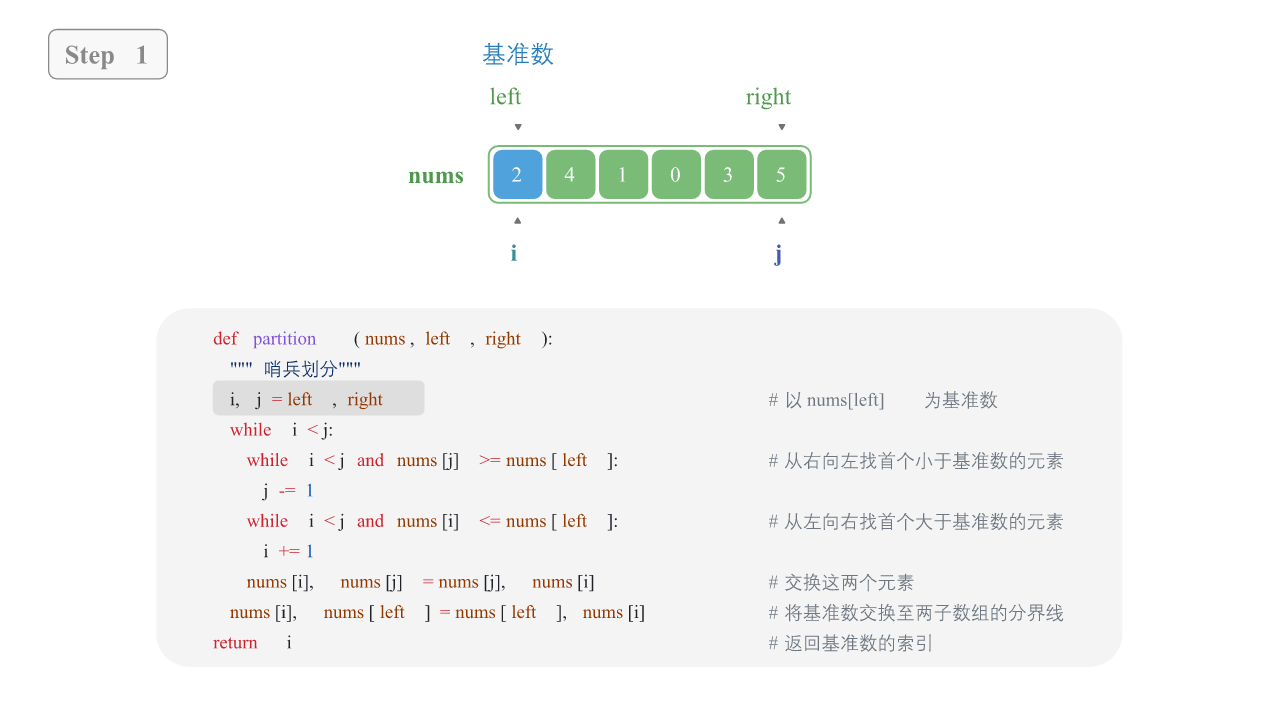 Step 1
基准数
left right
nums 2 4 1 0 3 5
i j
def partition ( nums , left , right ):
""" 哨兵划分"""
i, j = left , right # 以 nums[left] 为基准数
while i < j:
while i < j and nums [j] >= nums [ left ]: # 从右向左找首个小于基准数的元素
j -= 1
while i < j and nums [i] <= nums [ left ]: # 从左向右找首个大于基准数的元素
i += 1
nums [i], nums [j] = nums [j], nums [i] # 交换这两个元素
nums [i], nums [ left ] = nums [ left ], nums [i] # 将基准数交换至两子数组的分界线
return i # 返回基准数的索引